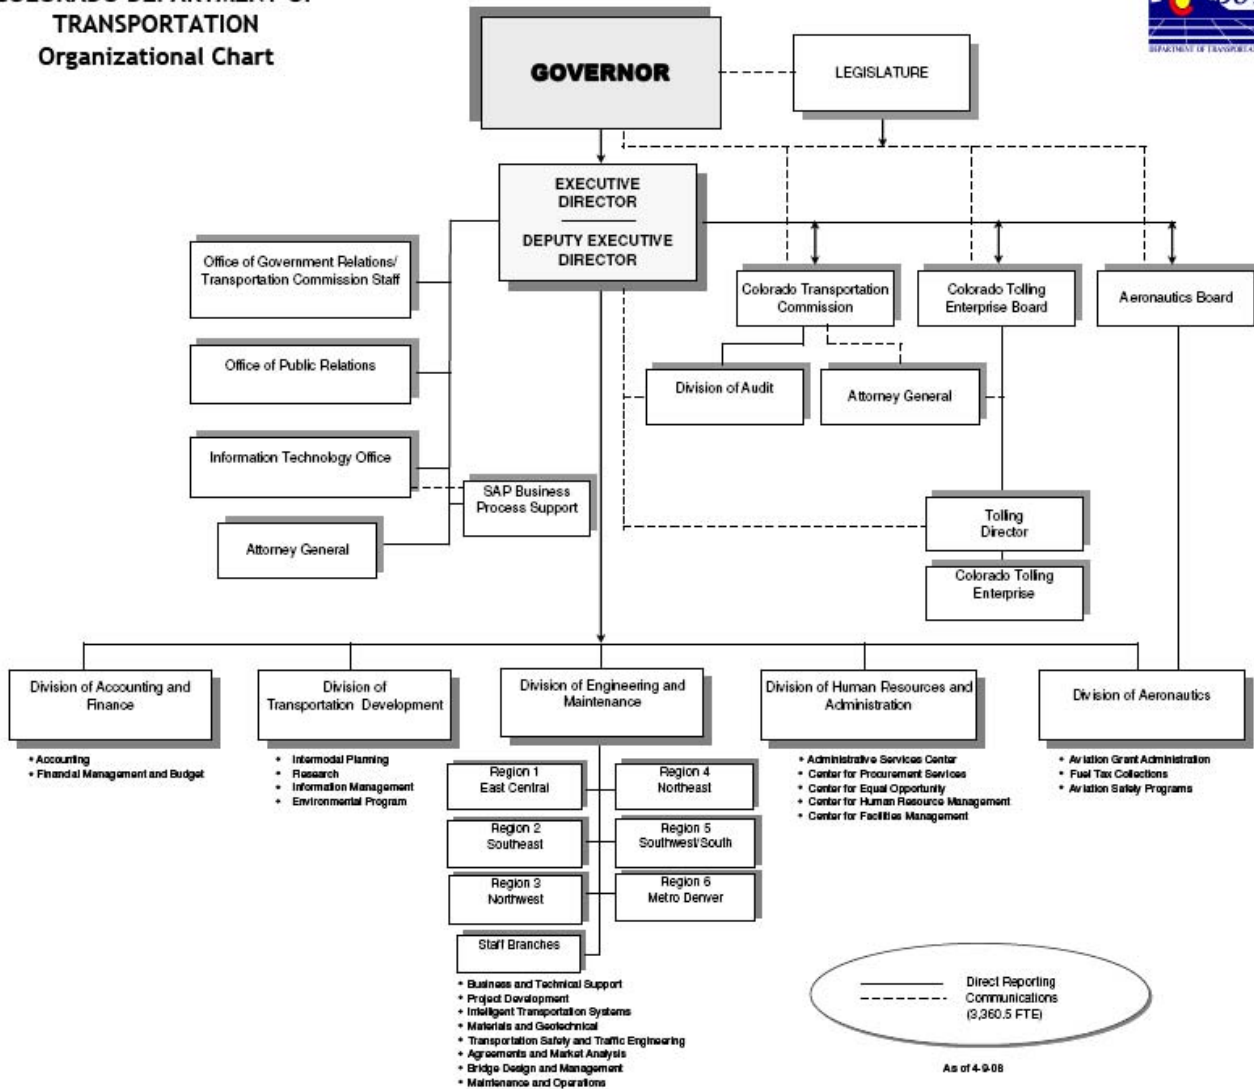 TRANSPORTATION
Organizational Chart
DEPARTMENT OF
GOVERNOR
LEGISLATURE
EXECUTIVE
DIRECTOR
DEPUTY EXECUTIVE
DIRECTOR
Office of Government Relations/
Transportation Commission Staff
Office of Public Relations
Information Technology Office
SAP Business
Process Support
Attorney General
Colorado Transportation
Commission
Colorado Tolling
Enterprise Board
Aeronautics Board
Division of Audit
Attorney General
Tolling
Director
Colorado Tolling
Enterprise
Division of Accounting and
Finance
• Accounting
• Financial Management and Budget
Division of
Transportation Development
• Intermodal Planning
• Research
• Information Management
• Environmental Program
Division of Engineering and
Maintenance
Region 1
East Central
Region 4
Northeast
Region 2
Southeast
Region 5
Southwest/South
Region 3
Northwest
Region 6
Metro Denver
Staff Branches
• Business and Technical Support
• Project Development
• Intelligent Transportation Systems
• Materials and Geotechnical
• Transportation Safety and Traffic Engineering
• Agreements and Market Analysis
• Bridge Design and Management
• Maintenance and Operations
Division of Human Resources and
Administration
• Administrative Services Center
• Center for Procurement Services
• Center for Equal Opportunity
• Center for Human Resource Management
• Center for Facilities Management
Division of Aeronautics
• Aviation Grant Administration
• Fuel Tax Collections
• Aviation Safety Programs
Direct Reporting
Communications
(3,360.5 FTE)
As of 4-9-08